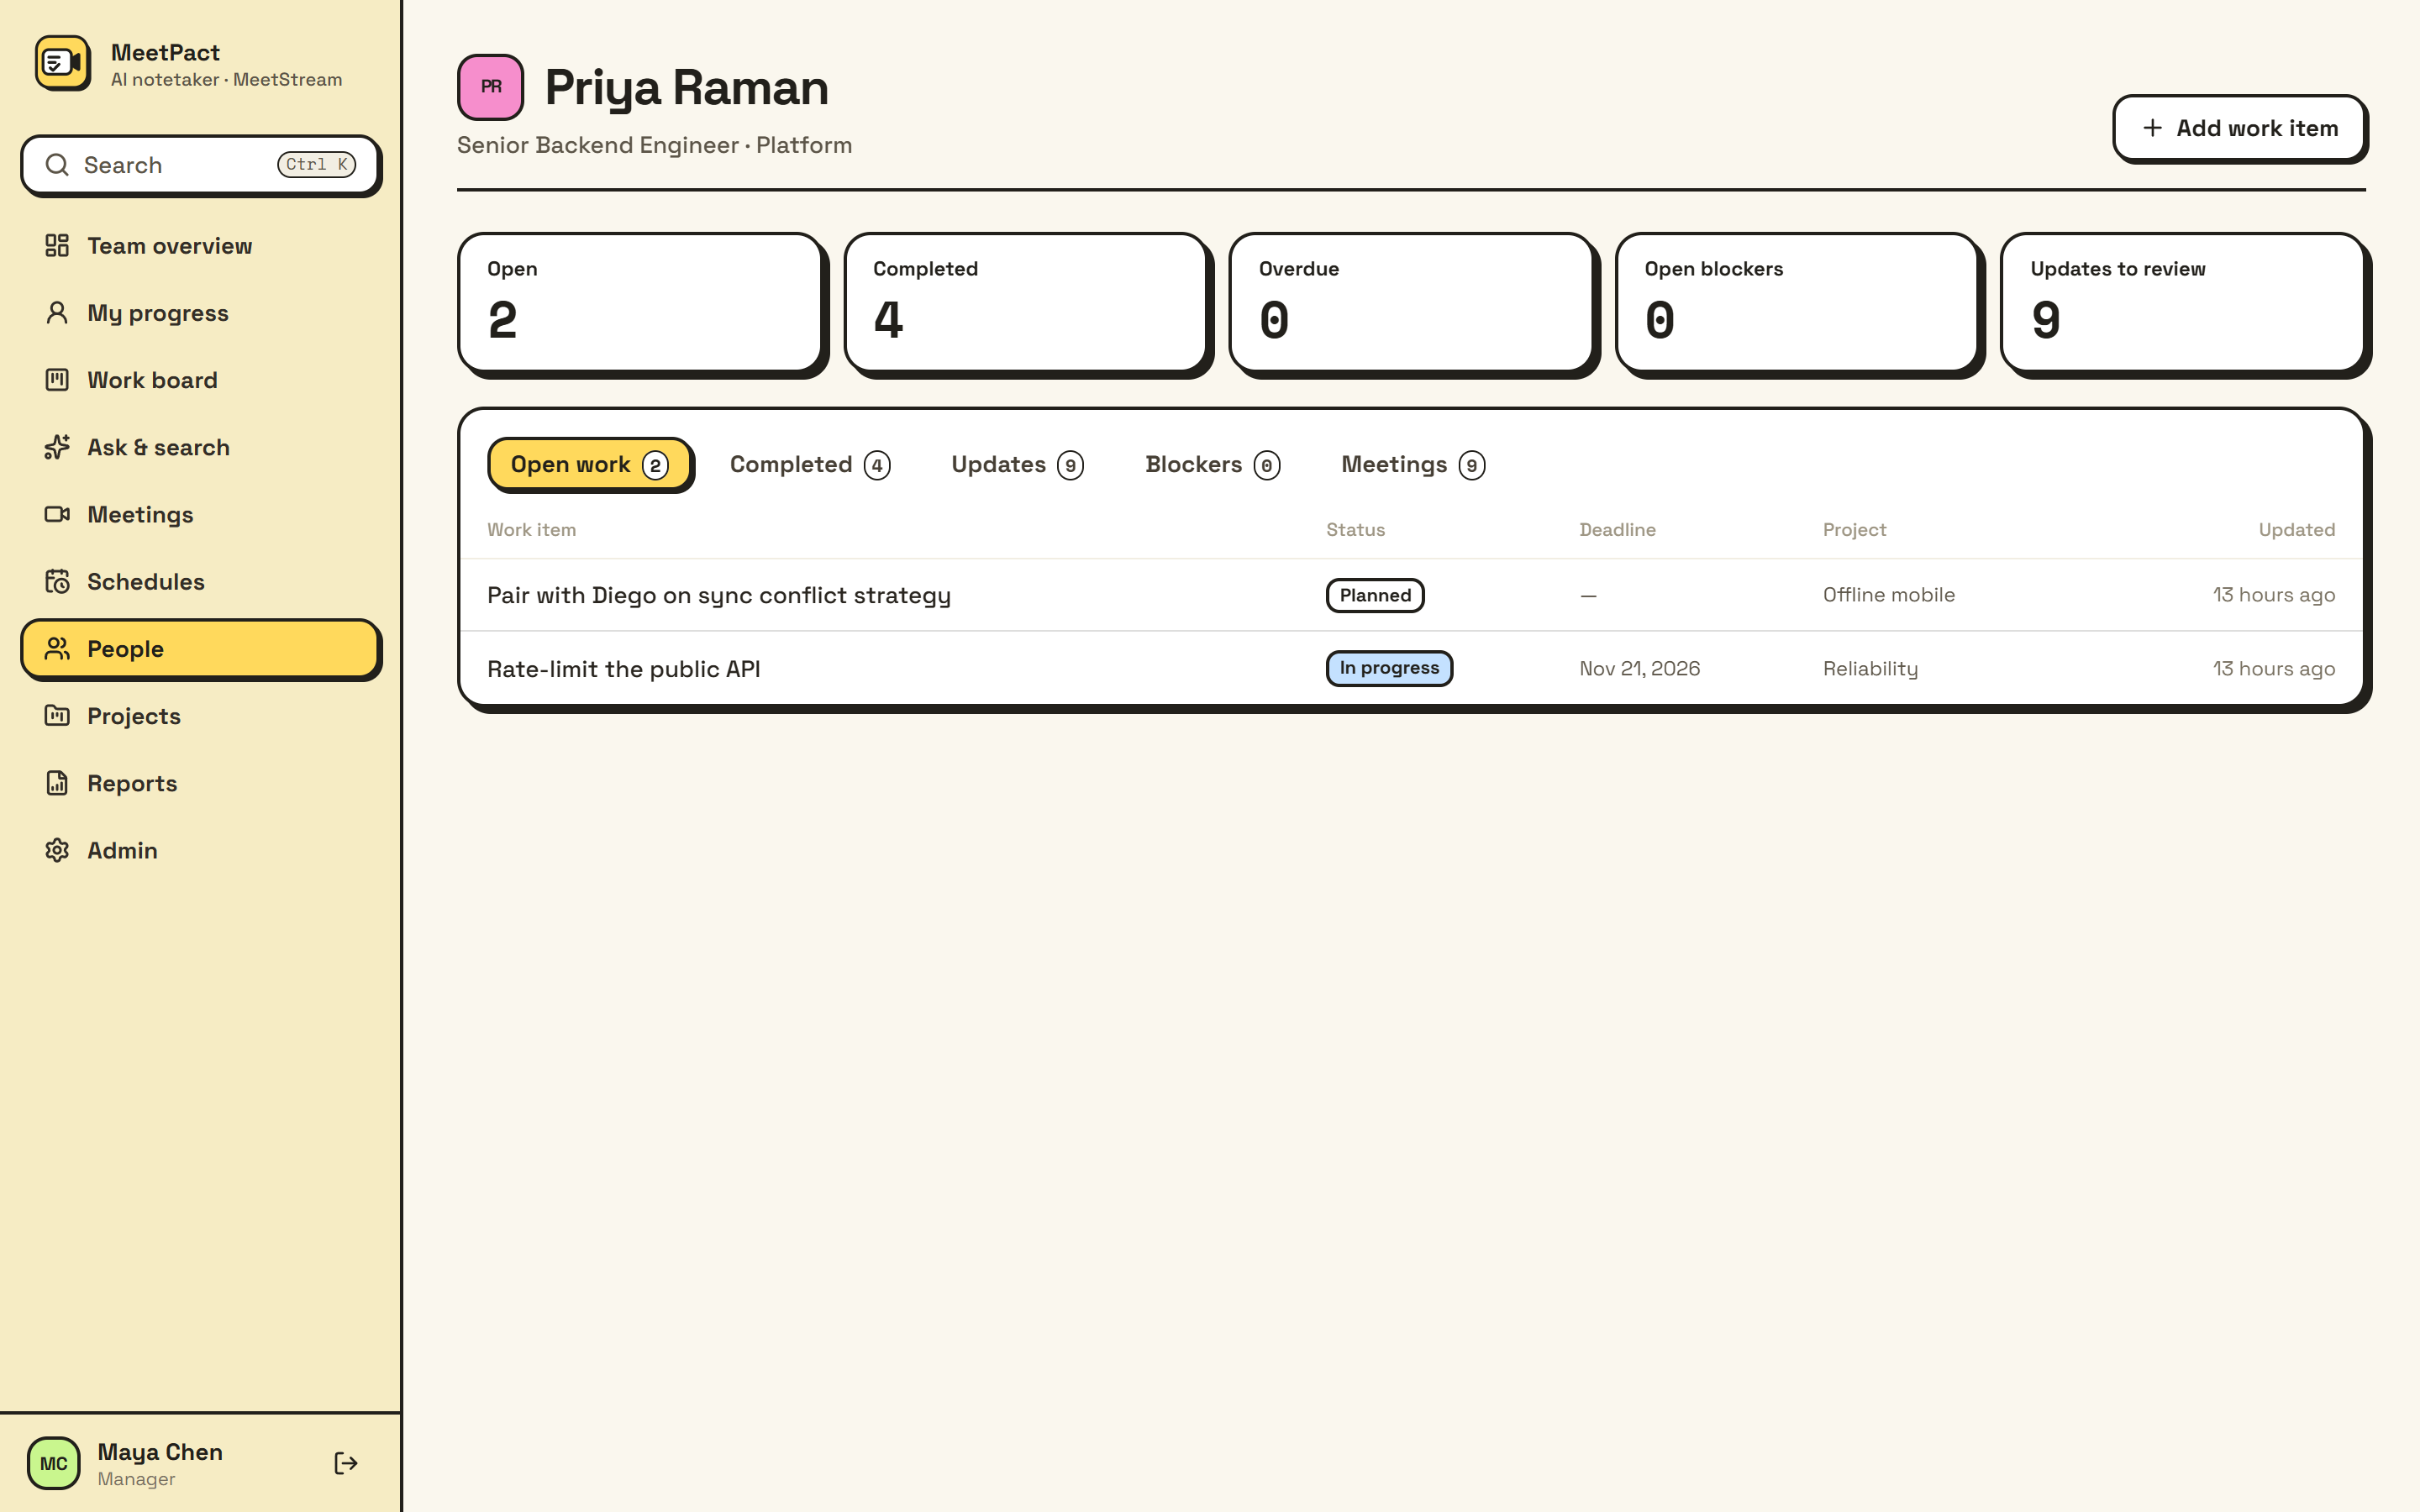 MeetPact
AI notetaker · MeetStream
Search
Ctrl K
Team overview
My progress
Work board
Ask & search
Meetings
Schedules
People
Projects
Reports
Admin
MC
Maya Chen
Manager
PR
Priya Raman
Senior Backend Engineer · Platform
+ Add work item
Open
2
Completed
4
Overdue
0
Open blockers
0
Updates to review
9
Open work 2 Completed 4 Updates 9 Blockers 0 Meetings 9
Work item Status Deadline Project Updated
Pair with Diego on sync conflict strategy Planned — Offline mobile 13 hours ago
Rate-limit the public API In progress Nov 21, 2026 Reliability 13 hours ago